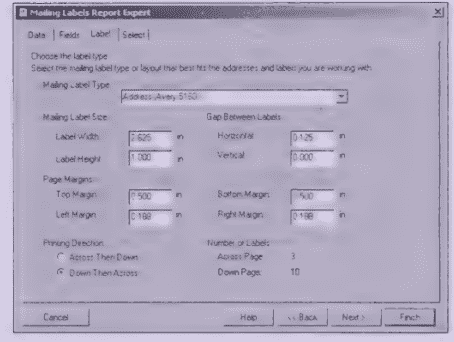 Mailing Labels Report Expert
Data Fields Label Select
Choose the label type
Select the mailing label type or layout that best fits the addresses and labels you are working with.
Mailing Label Type
Address (Avery 5160)
Mailing Label Size Gap Between Labels
Label Width 2.625 in Horizontal 0.125 in
Label Height 1.000 in Vertical 0.000 in
Page Margins
Top Margin 0.500 in Bottom Margin .500 in
Left Margin 0.188 in Right Margin 0.188 in
Printing Direction Number of Labels
Across Then Down Across Page: 3
Down Then Across Down Page: 10
Cancel Help << Back Next > Finish